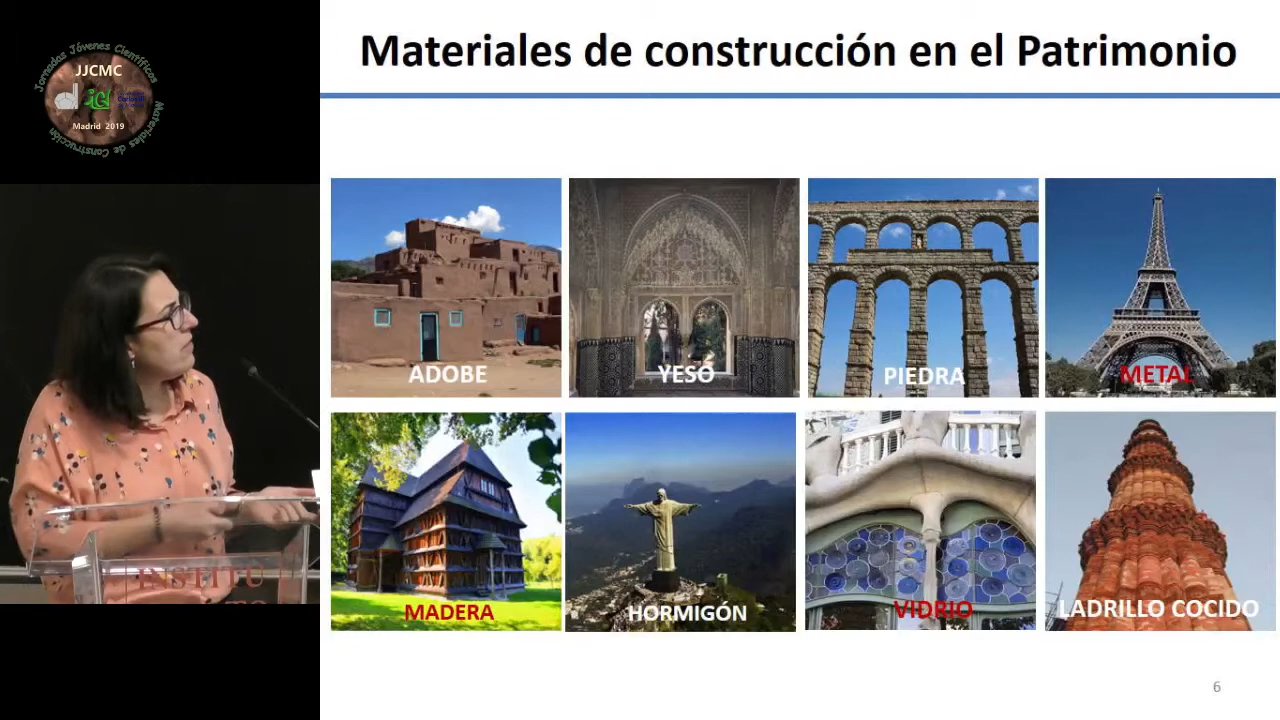 Materiales de construcción en el Patrimonio
Jornadas Jóvenes Científicos
JJCMC
Madrid 2019
Materiales de Construcción
ADOBE
YESO
PIEDRA
METAL
MADERA
HORMIGÓN
VIDRIO
LADRILLO COCIDO
INSTITU
6